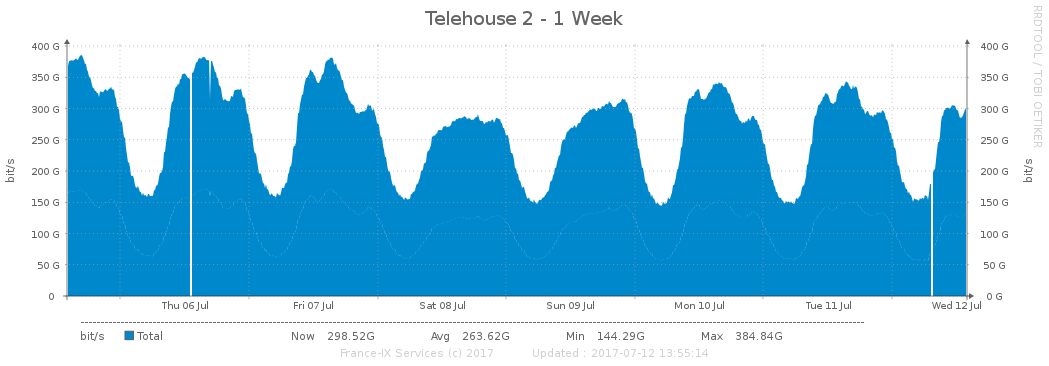 Telehouse 2 - 1 Week
RRDTOOL / TOBI OETIKER
400 G 400 G
350 G 350 G
300 G 300 G
250 G 250 G
200 G 200 G
150 G 150 G
100 G 100 G
50 G 50 G
0 0 G
bit/s
bit/s
Thu 06 Jul Fri 07 Jul Sat 08 Jul Sun 09 Jul Mon 10 Jul Tue 11 Jul Wed 12 Jul
bit/s Total Now 298.52G Avg 263.62G Min 144.29G Max 384.84G
France-IX Services (c) 2017 Updated : 2017-07-12 13:55:14